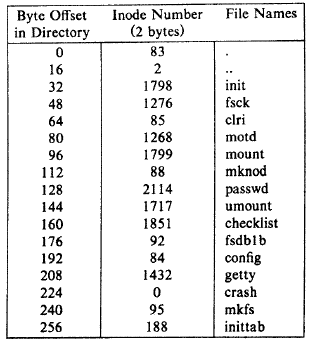 Byte Offset in Directory Inode Number (2 bytes) File Names
0 83 .
16 2 ..
32 1798 init
48 1276 fsck
64 85 clri
80 1268 motd
96 1799 mount
112 88 mknod
128 2114 passwd
144 1717 umount
160 1851 checklist
176 92 fsdb1b
192 84 config
208 1432 getty
224 0 crash
240 95 mkfs
256 188 inittab